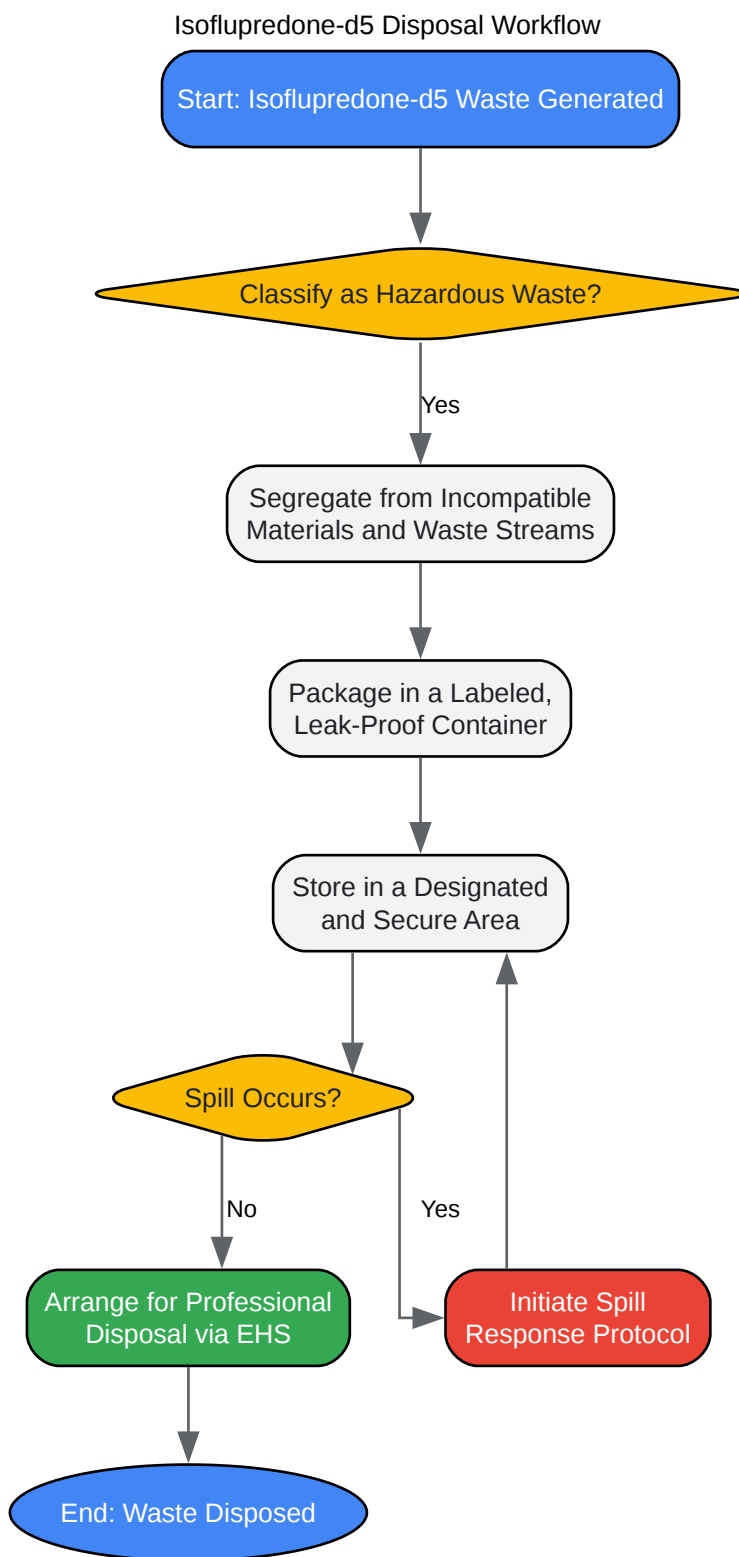 Isoflupredone-d5 Disposal Workflow
Start: Isoflupredone-d5 Waste Generated
Classify as Hazardous Waste?
Yes
Segregate from Incompatible
Materials and Waste Streams
Package in a Labeled,
Leak-Proof Container
Store in a Designated
and Secure Area
Spill Occurs?
No
Yes
Arrange for Professional
Disposal via EHS
Initiate Spill
Response Protocol
End: Waste Disposed